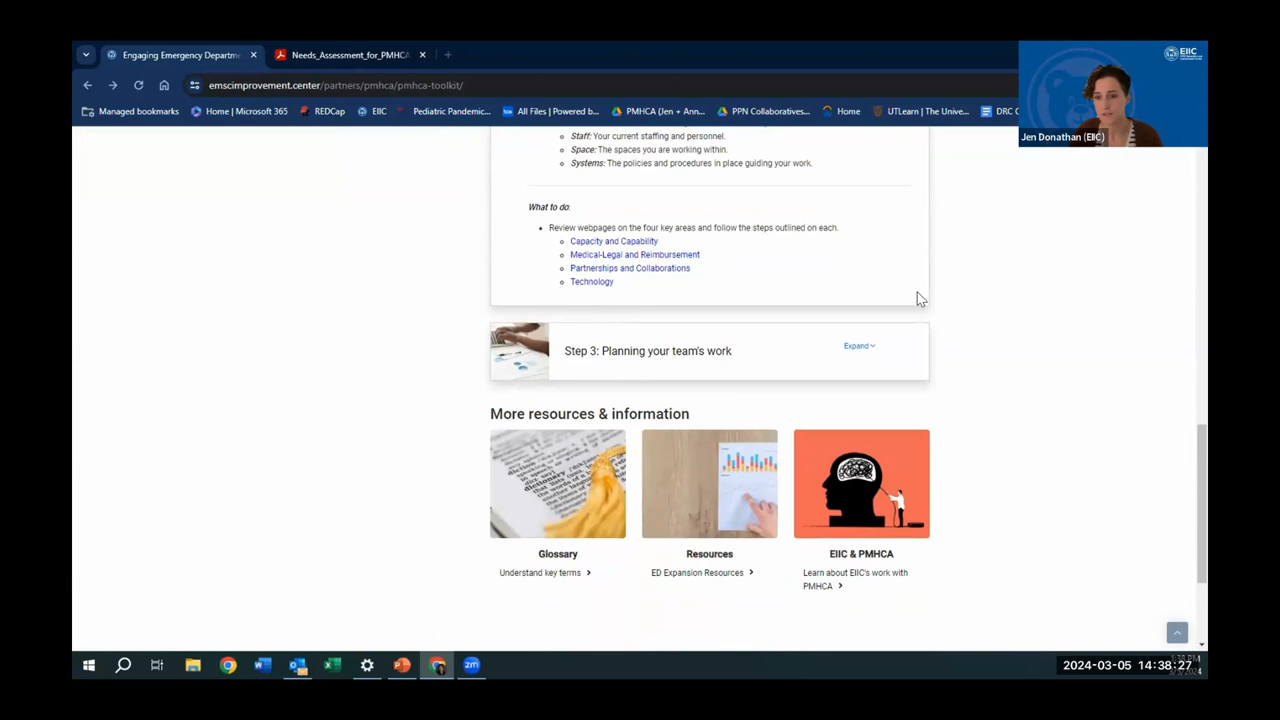 Engaging Emergency Departm
Needs_Assessment_for_PMHCA
emscimprovement.center/partners/pmhca/pmhca-toolkit/
Managed bookmarks
Home | Microsoft 365
REDCap
EIIC
Pediatric Pandemic...
All Files | Powered b...
PMHCA (Jen + Ann...
PPN Collaboratives...
Home
UTLearn | The Unive...
DRC
EIIC
Jen Donathan (EIIC)
Staff: Your current staffing and personnel.
Space: The spaces you are working within.
Systems: The policies and procedures in place guiding your work.
What to do:
Review webpages on the four key areas and follow the steps outlined on each.
Capacity and Capability
Medical-Legal and Reimbursement
Partnerships and Collaborations
Technology
Step 3: Planning your team's work
Expand
More resources & information
dictionary
Glossary
Understand key terms
Resources
ED Expansion Resources
EIIC & PMHCA
Learn about EIIC's work with
PMHCA
zm
2024-03-05 14:38:27